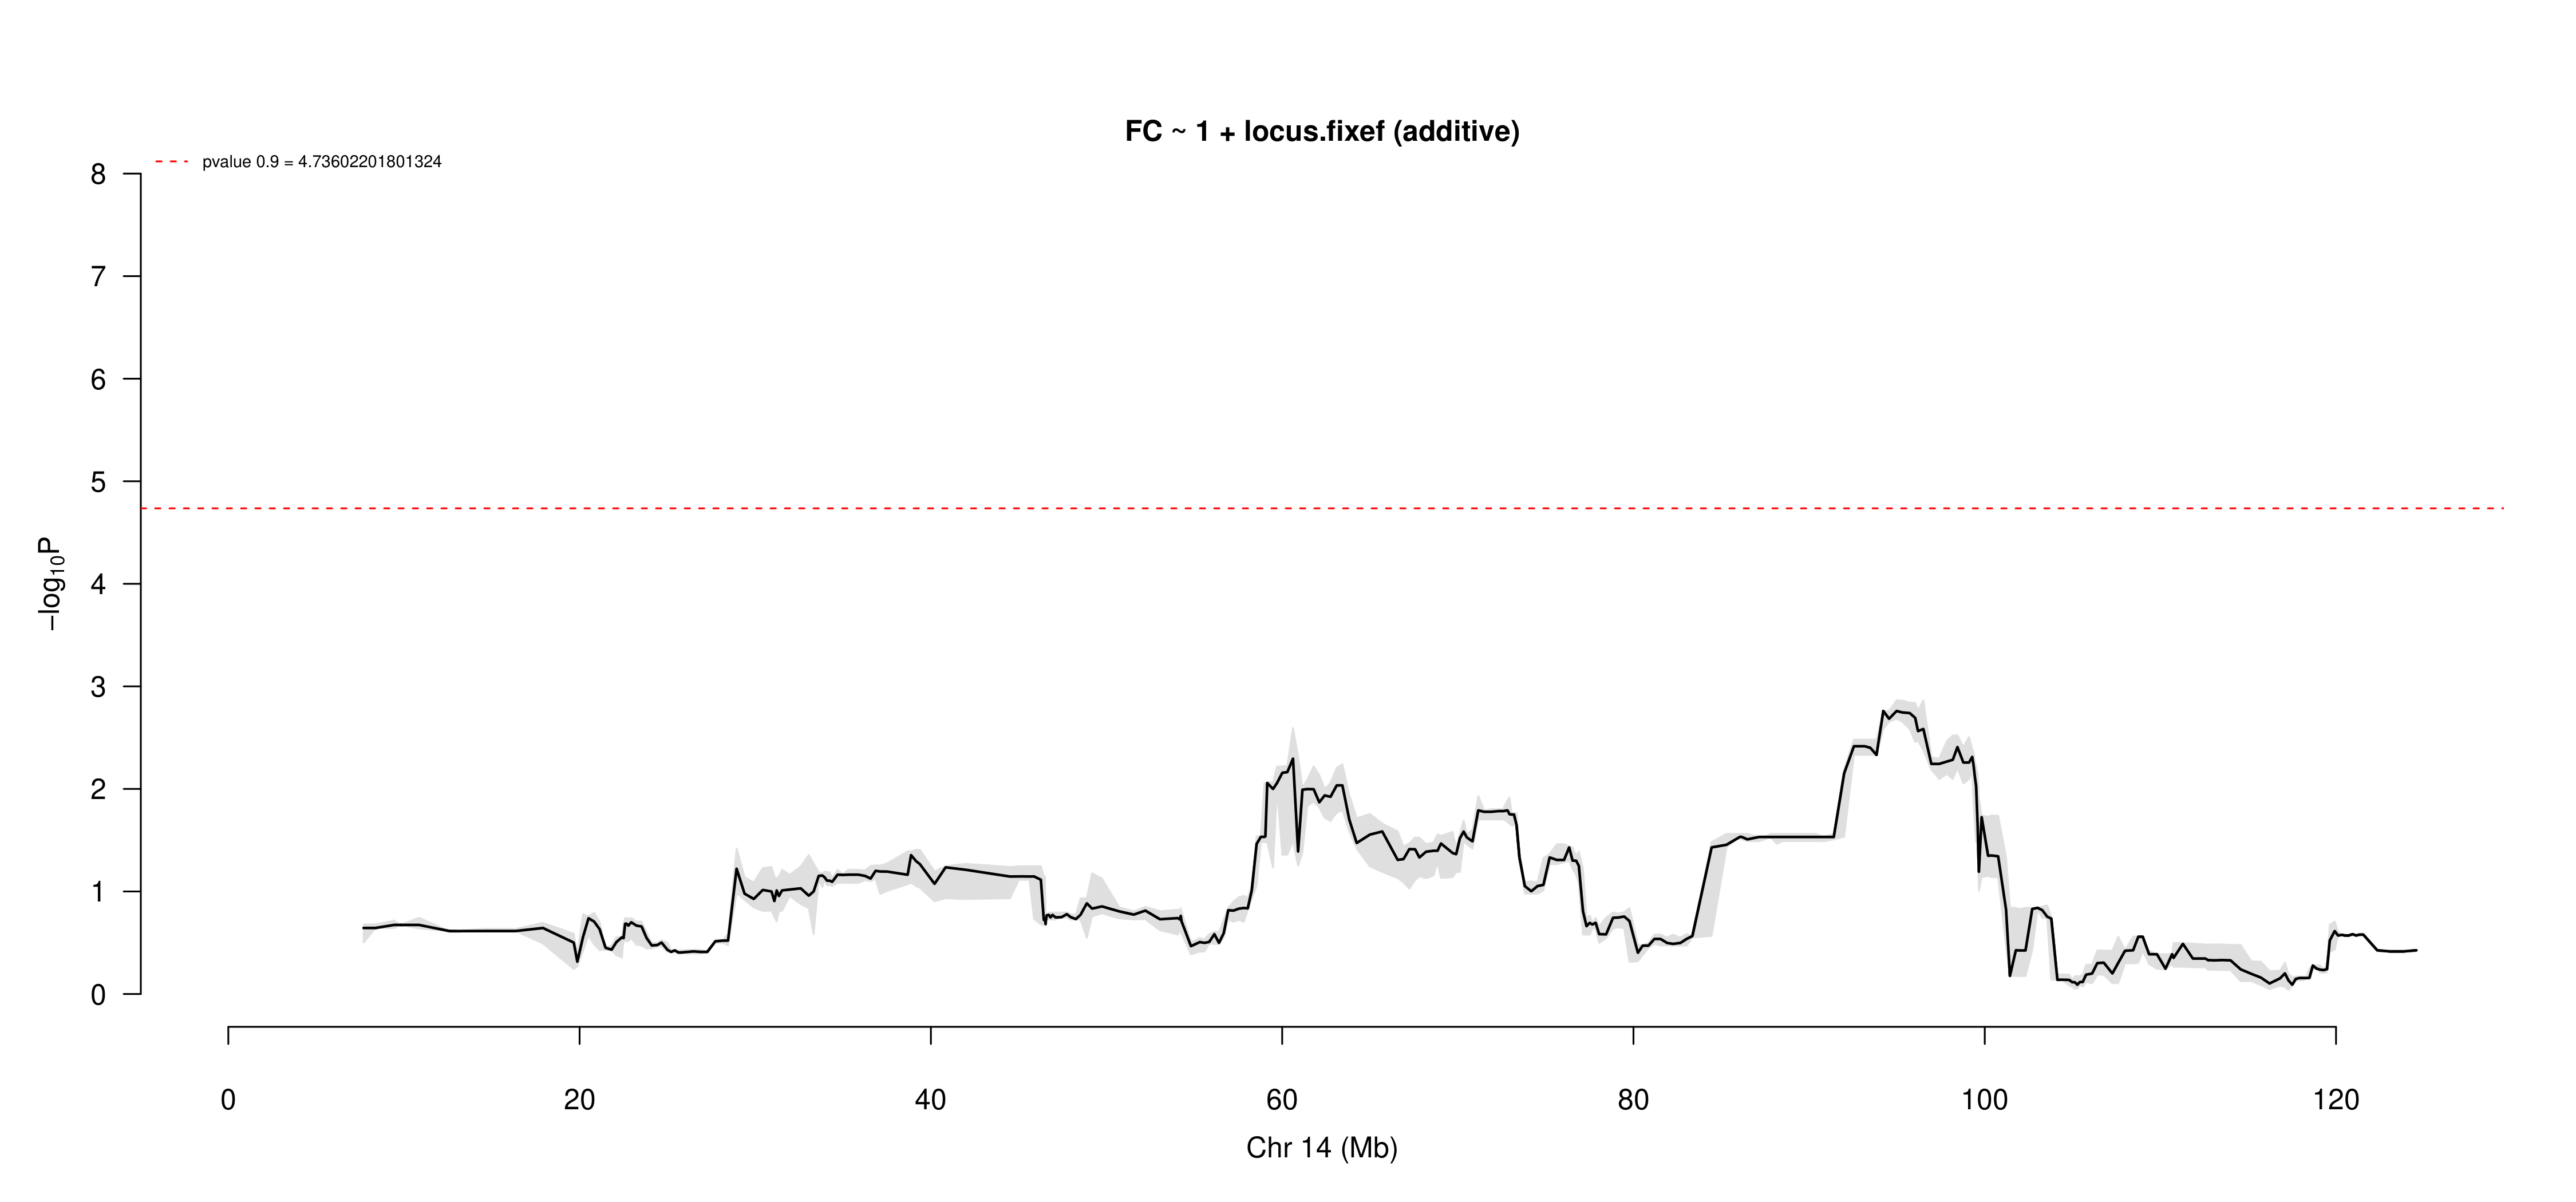 FC ~ 1 + locus.fixef (additive)
pvalue 0.9 = 4.73602201801324
8
7
6
5
4
3
2
1
0
−log10P
0 20 40 60 80 100 120
Chr 14 (Mb)